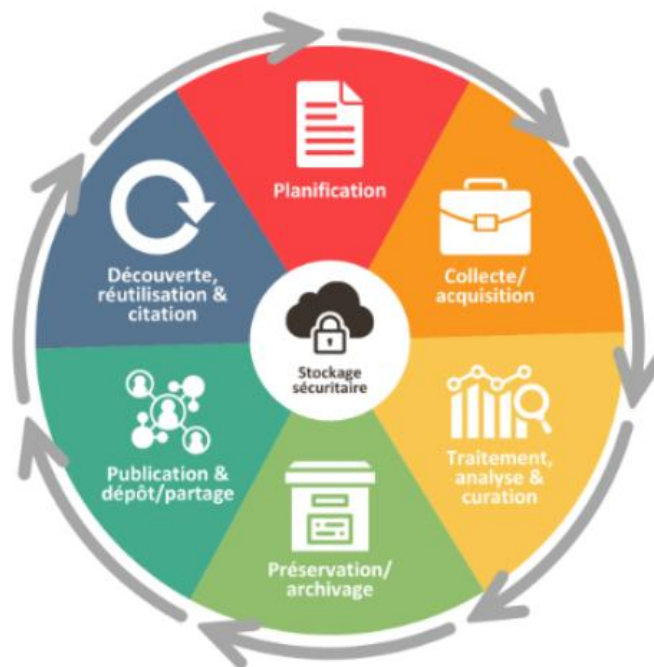 Planification
Collecte/
acquisition
Traitement,
analyse &
curation
Préservation/
archivage
Publication &
dépôt/partage
Découverte,
réutilisation &
citation
Stockage
sécuritaire